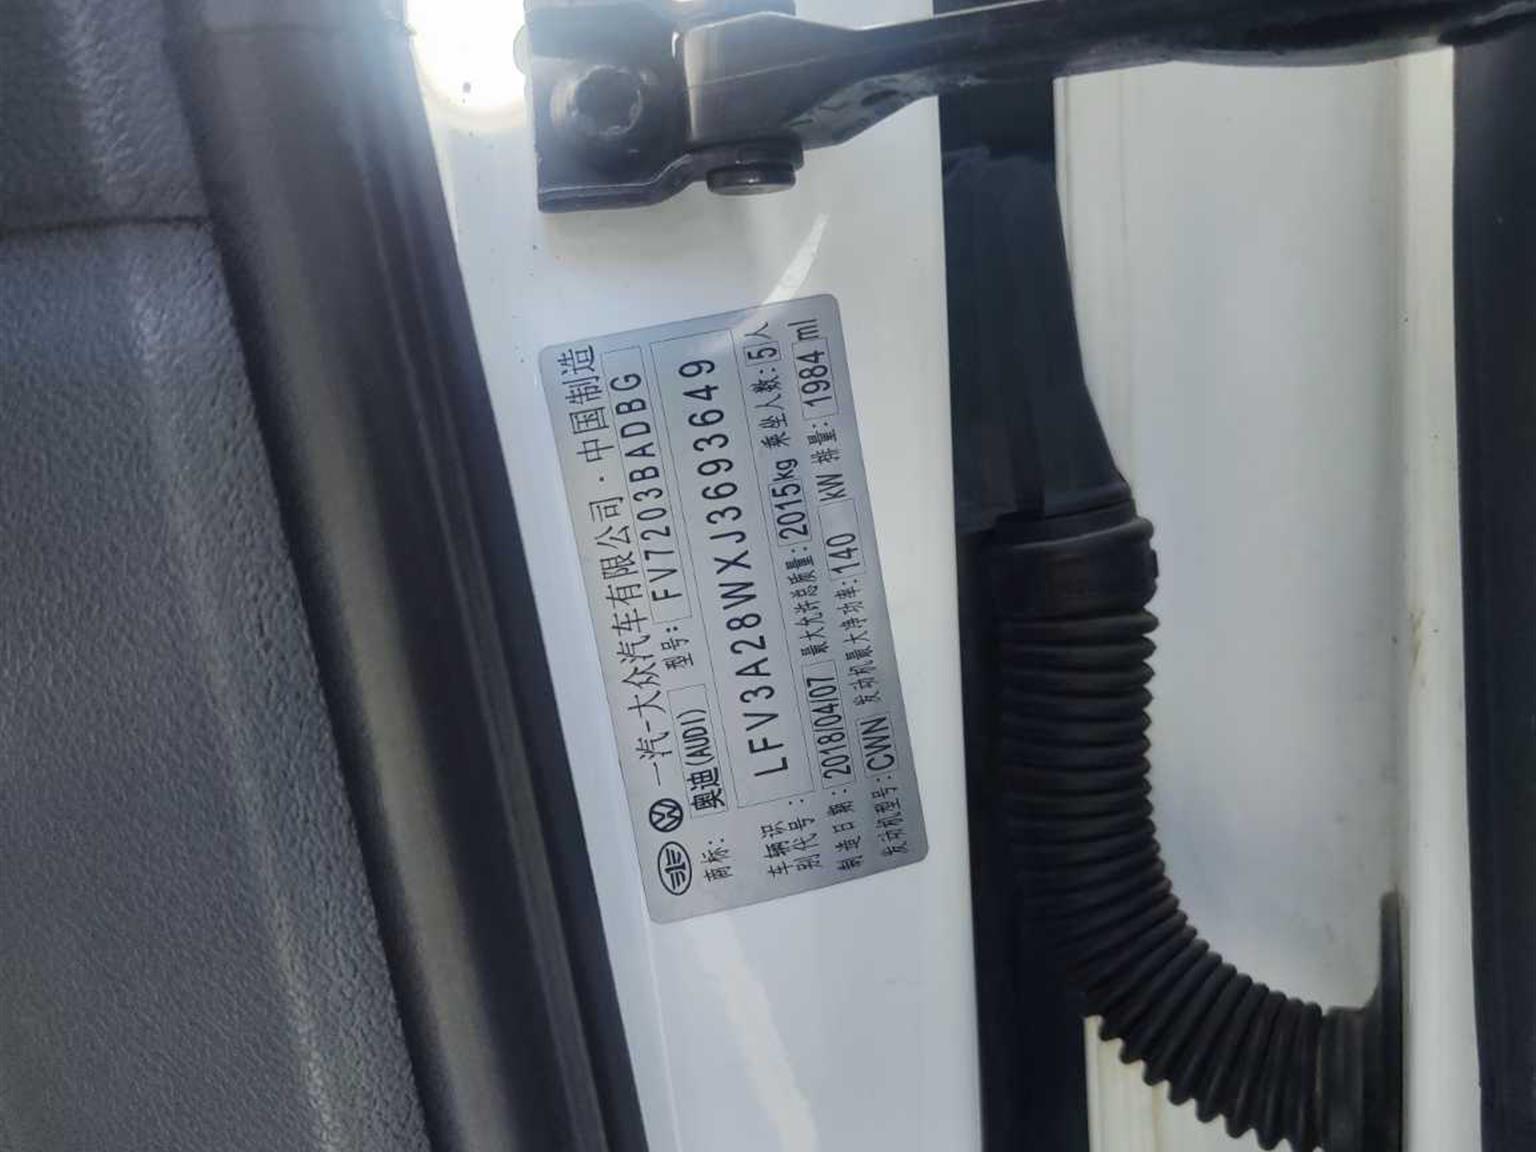 一汽-大众汽车有限公司·中国制造
商标: 奥迪(AUDI) 型号: FV7203BADBG
车辆识别代号: LFV3A28WXJ3693649
制造日期: 2018/04/07 最大允许总质量: 2015kg 乘坐人数: 5人
发动机型号: CWN 发动机最大净功率: 140 kW 排量: 1984 ml